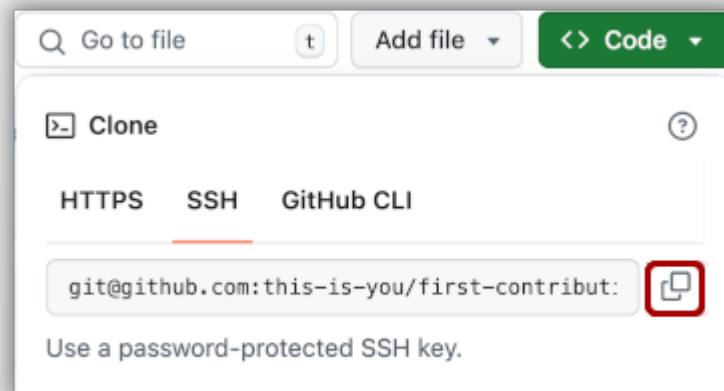 Go to file t Add file <> Code
Clone
HTTPS SSH GitHub CLI
git@github.com:this-is-you/first-contribut
Use a password-protected SSH key.